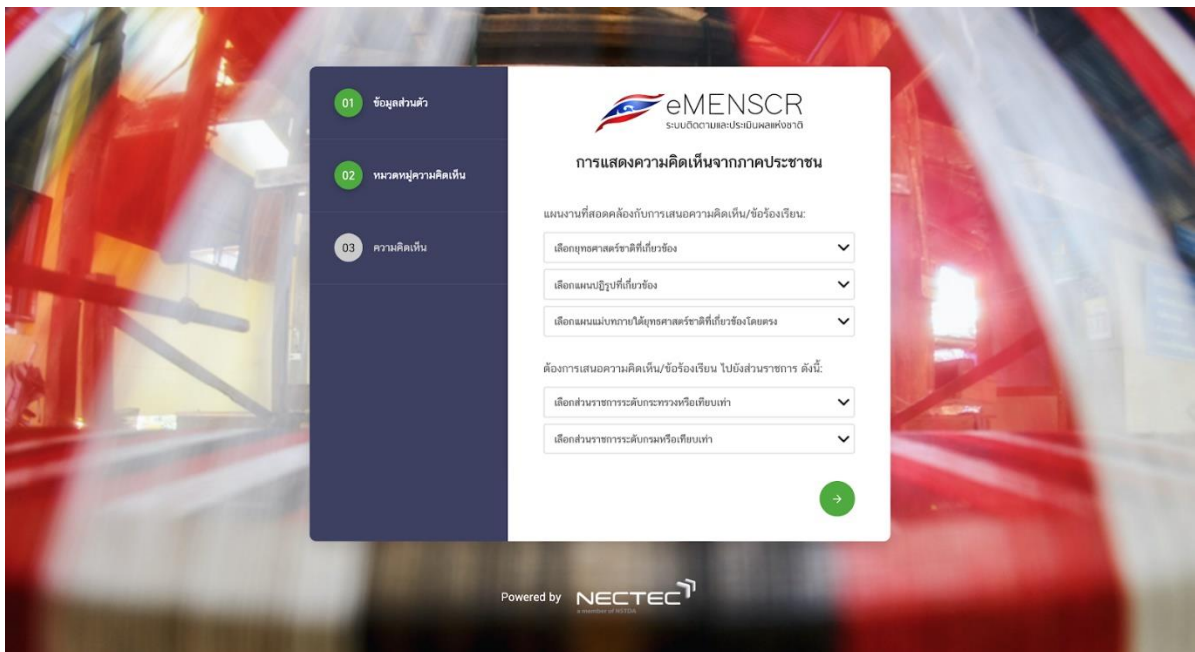 01 ข้อมูลส่วนตัว
02 หมวดหมู่ความคิดเห็น
03 ความคิดเห็น
eMENSCR
ระบบติดตามและประเมินผลแห่งชาติ
การแสดงความคิดเห็นจากภาคประชาชน
แผนงานที่สอดคล้องกับการเสนอความคิดเห็น/ข้อร้องเรียน:
เลือกยุทธศาสตร์ชาติที่เกี่ยวข้อง
เลือกแผนปฏิรูปที่เกี่ยวข้อง
เลือกแผนแม่บทภายใต้ยุทธศาสตร์ชาติที่เกี่ยวข้องโดยตรง
ต้องการเสนอความคิดเห็น/ข้อร้องเรียน ไปยังส่วนราชการ ดังนี้:
เลือกส่วนราชการระดับกระทรวงหรือเทียบเท่า
เลือกส่วนราชการระดับกรมหรือเทียบเท่า
Powered by NECTEC
a member of NSTDA